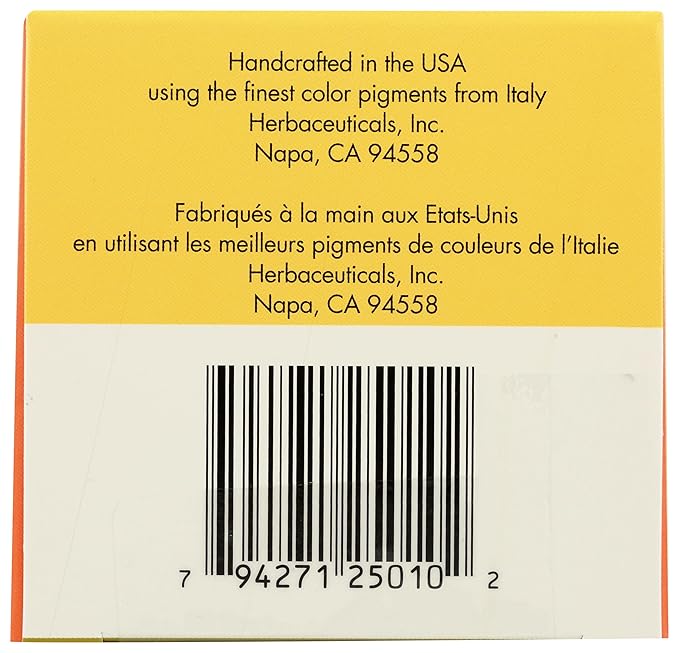 Handcrafted in the USA
using the finest color pigments from Italy
Herbaceuticals, Inc.
Napa, CA 94558
Fabriqués à la main aux Etats-Unis
en utilisant les meilleurs pigments de couleurs de l'Italie
Herbaceuticals, Inc.
Napa, CA 94558
7 94271 25010 2